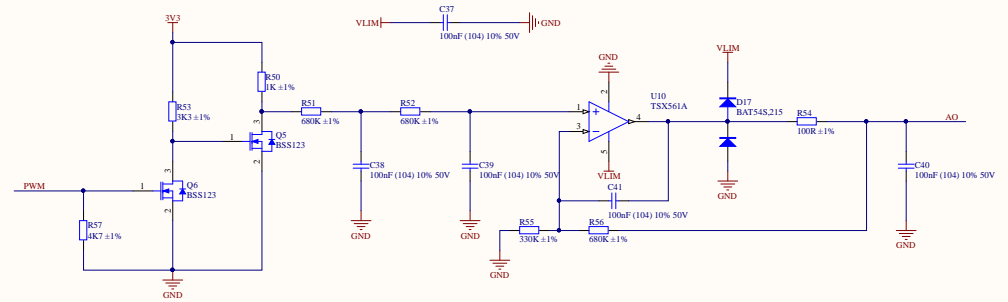 C37
VLIM
GND
100nF (104) 10% 50V
3V3
R50
1K ±1%
R53
3K3 ±1%
R51
680K ±1%
R52
680K ±1%
3
Q5
BSS123
1
2
3
Q6
BSS123
1
2
PWM
R57
4K7 ±1%
GND
C38
100nF (104) 10% 50V
GND
C39
100nF (104) 10% 50V
GND
GND
2
U10
TSX561A
1
3
4
5
VLIM
C41
100nF (104) 10% 50V
R55
330K ±1%
R56
680K ±1%
GND
VLIM
D17
BAT54S,215
GND
R54
100R ±1%
AO
C40
100nF (104) 10% 50V
GND